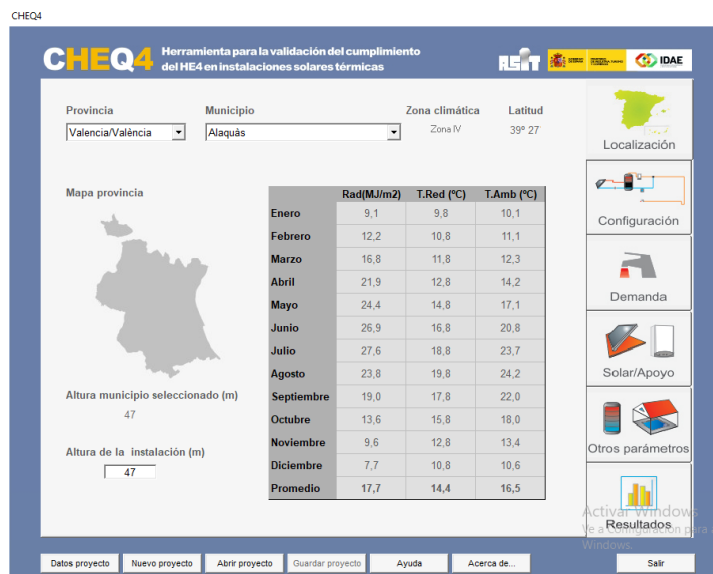 CHEQ4
CHEQ4 Herramienta para la validación del cumplimiento
del HE4 en instalaciones solares térmicas
ASIT
IDAE
Provincia Municipio Zona climática Latitud
Valencia/València Alaquàs Zona IV 39º 27'
Localización
Mapa provincia
Rad(MJ/m2) T.Red (ºC) T.Amb (ºC)
Enero 9,1 9,8 10,1
Febrero 12,2 10,8 11,1
Marzo 16,8 11,8 12,3
Abril 21,9 12,8 14,2
Mayo 24,4 14,8 17,1
Junio 26,9 16,8 20,8
Julio 27,6 18,8 23,7
Agosto 23,8 19,8 24,2
Septiembre 19,0 17,8 22,0
Octubre 13,6 15,8 18,0
Noviembre 9,6 12,8 13,4
Diciembre 7,7 10,8 10,6
Promedio 17,7 14,4 16,5
Altura municipio seleccionado (m)
47
Altura de la instalación (m)
47
Configuración
Demanda
Solar/Apoyo
Otros parámetros
Resultados
Activar Windows
Ve a Configuración para
Windows.
Datos proyecto Nuevo proyecto Abrir proyecto Guardar proyecto Ayuda Acerca de... Salir